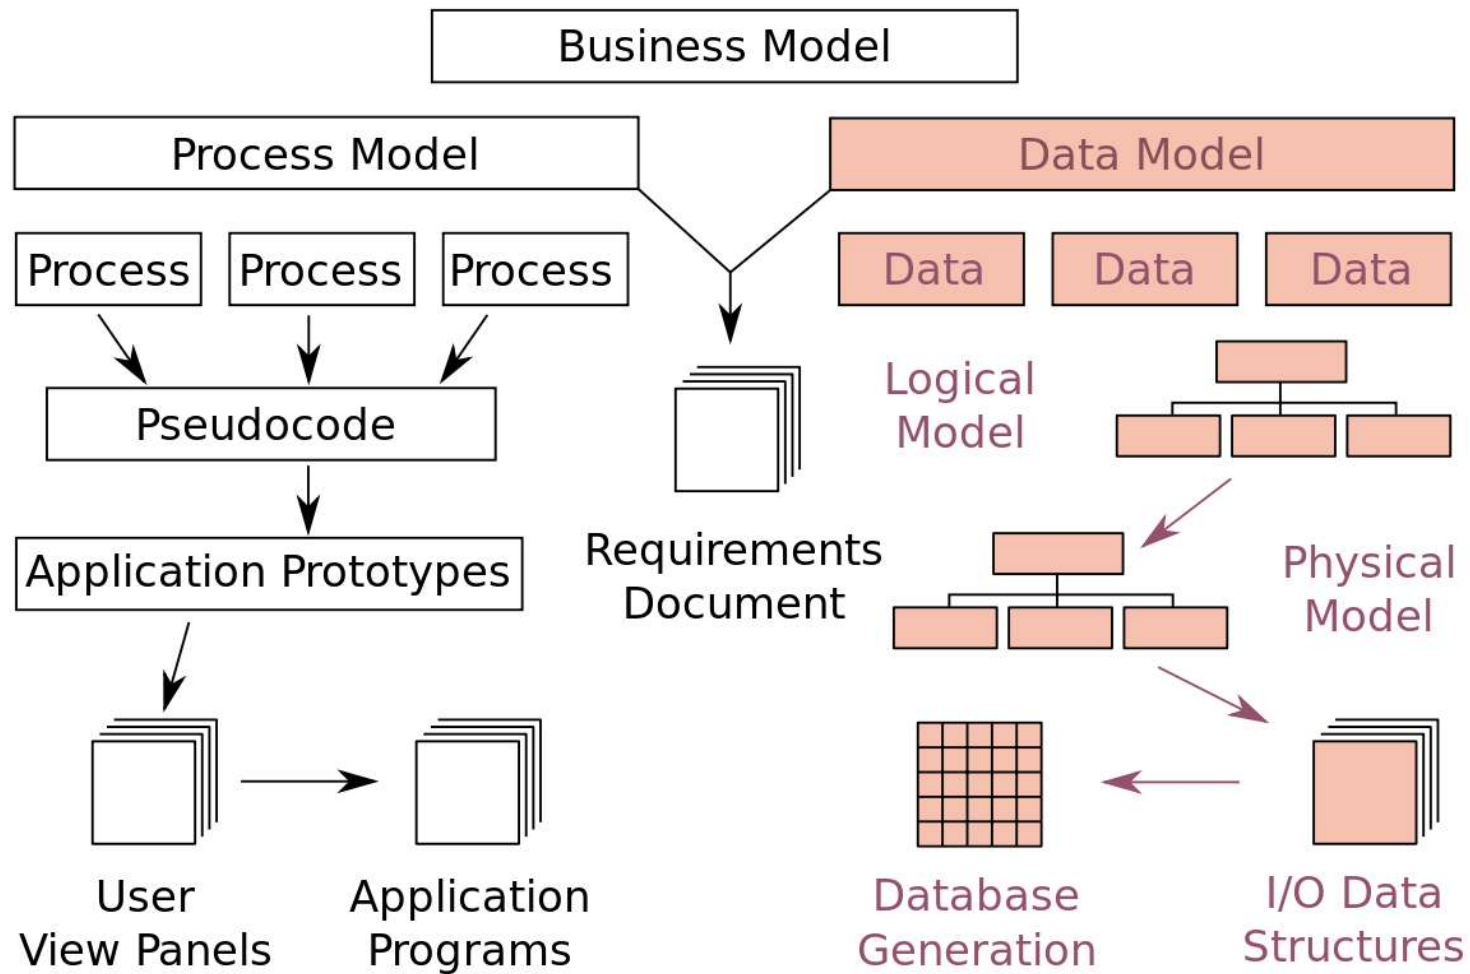 Business Model
Process Model
Data Model
Process
Process
Process
Data
Data
Data
Pseudocode
Logical
Model
Application Prototypes
Requirements
Document
Physical
Model
User
View Panels
Application
Programs
Database
Generation
I/O Data
Structures